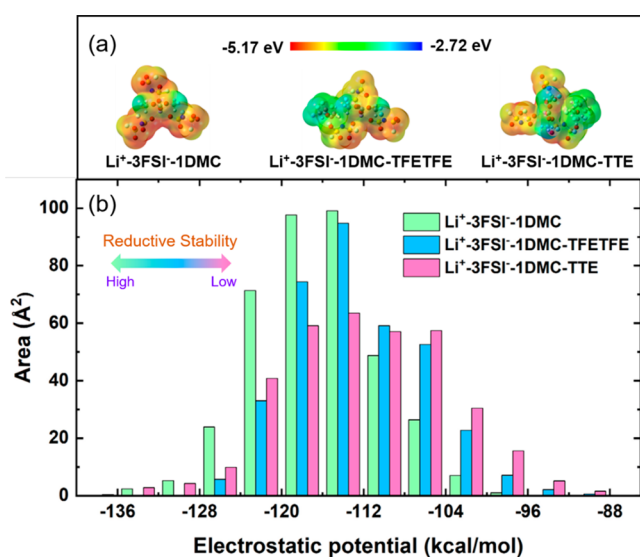 (a)
-5.17 eV -2.72 eV
Li⁺-3FSI⁻-1DMC Li⁺-3FSI⁻-1DMC-TFETFE Li⁺-3FSI⁻-1DMC-TTE
(b)
Reductive Stability
High Low
Li⁺-3FSI⁻-1DMC
Li⁺-3FSI⁻-1DMC-TFETFE
Li⁺-3FSI⁻-1DMC-TTE
Area (Å²)
100
80
60
40
20
0
-136 -128 -120 -112 -104 -96 -88
Electrostatic potential (kcal/mol)